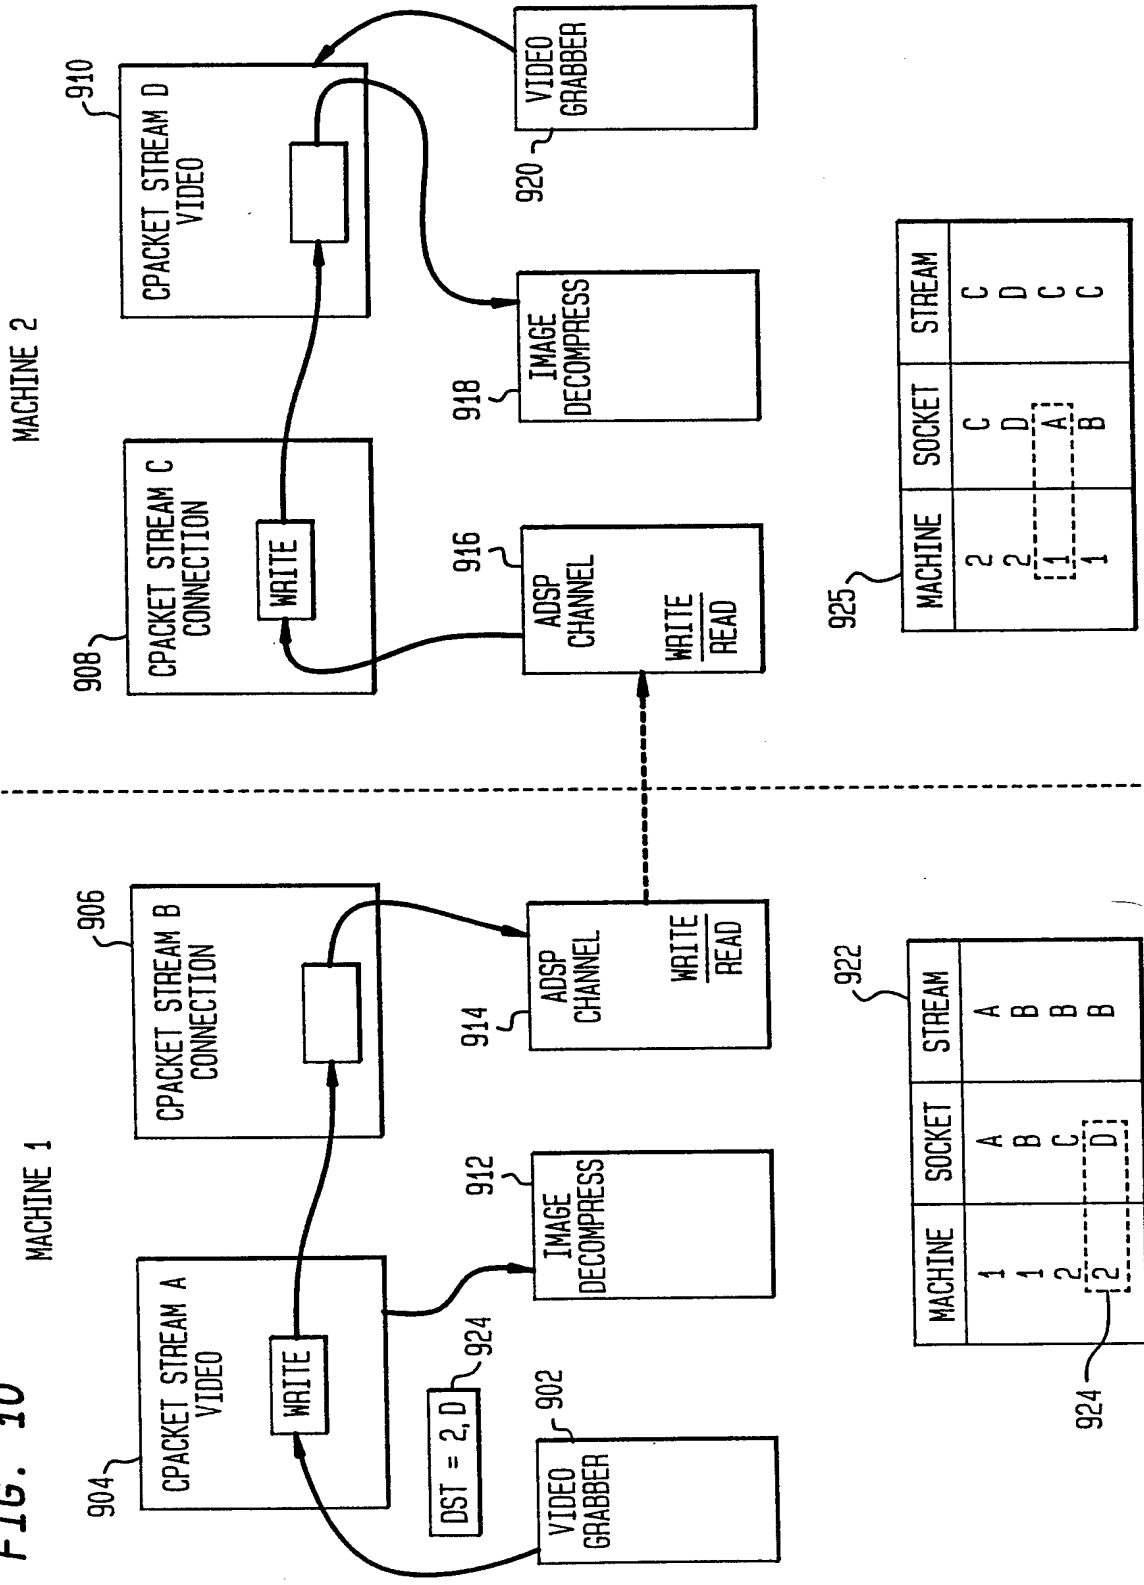 FIG. 10
MACHINE 1
MACHINE 2
904
CPACKET STREAM A
VIDEO
WRITE
906
CPACKET STREAM B
CONNECTION
908
CPACKET STREAM C
CONNECTION
WRITE
910
CPACKET STREAM D
VIDEO
DST = 2, D
924
902
VIDEO
GRABBER
912
IMAGE
DECOMPRESS
914
ADSP
CHANNEL
WRITE
READ
916
ADSP
CHANNEL
WRITE
READ
918
IMAGE
DECOMPRESS
920
VIDEO
GRABBER
922
MACHINE SOCKET STREAM
1 A A
1 B B
2 C B
2 D B
924
925
MACHINE SOCKET STREAM
2 C C
2 D D
1 A C
1 B C